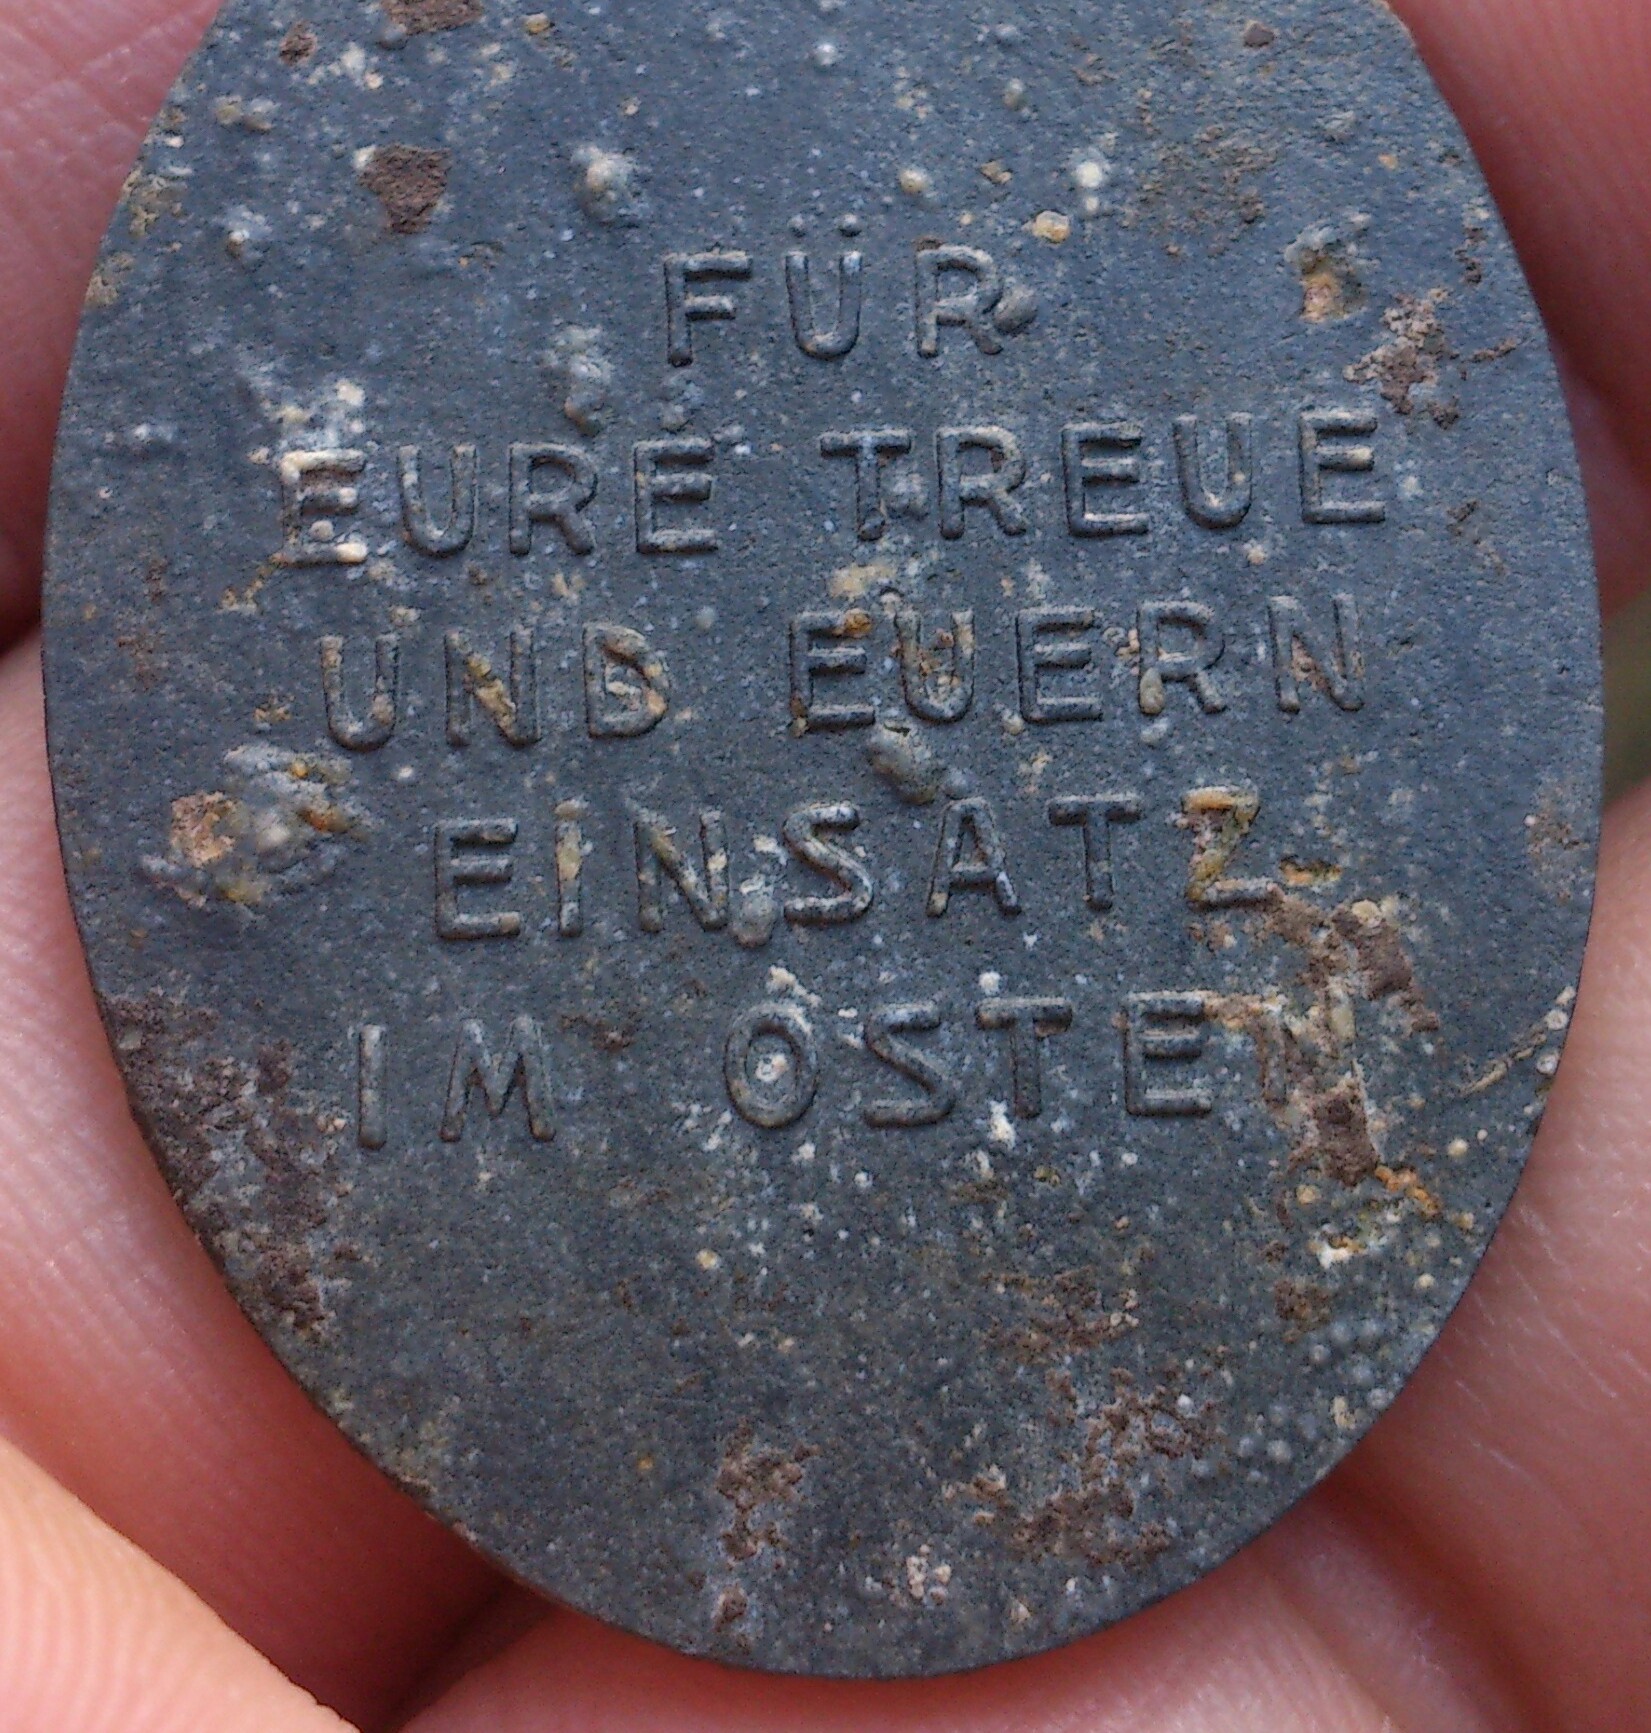 FÜR
EURE TREUE
UND EUERN
EINSATZ
IM OSTEN